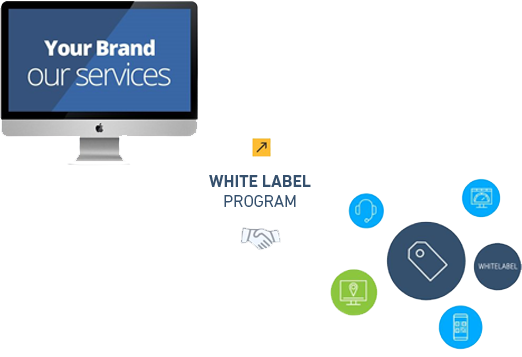 Your Brand
our services
WHITE LABEL
PROGRAM
WHITELABEL